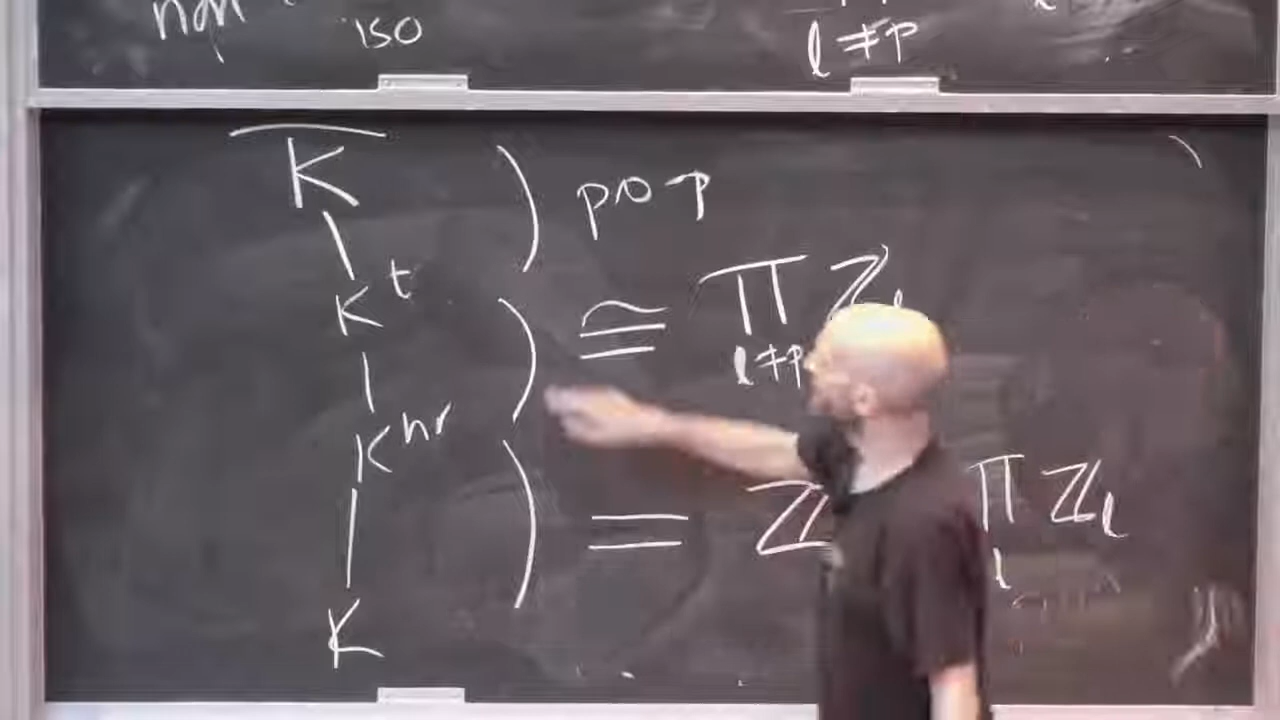 iso
l ≠ p
K̅ ) pro p
K^t
) ≅ ∏ Z_l
l ≠ p
K^nr
) = Z ∏ Z_l
l
K